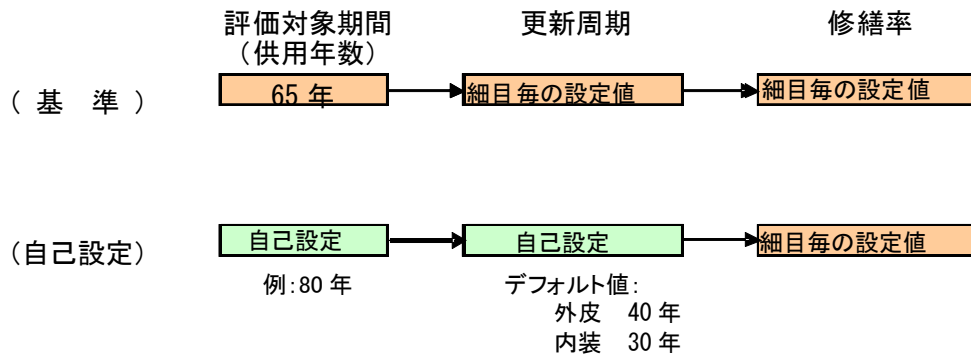 評価対象期間
（供用年数）
更新周期
修繕率
（基　準）
65 年
細目毎の設定値
細目毎の設定値
（自己設定）
自己設定
自己設定
細目毎の設定値
例：80 年
デフォルト値：
外皮　40 年
内装　30 年